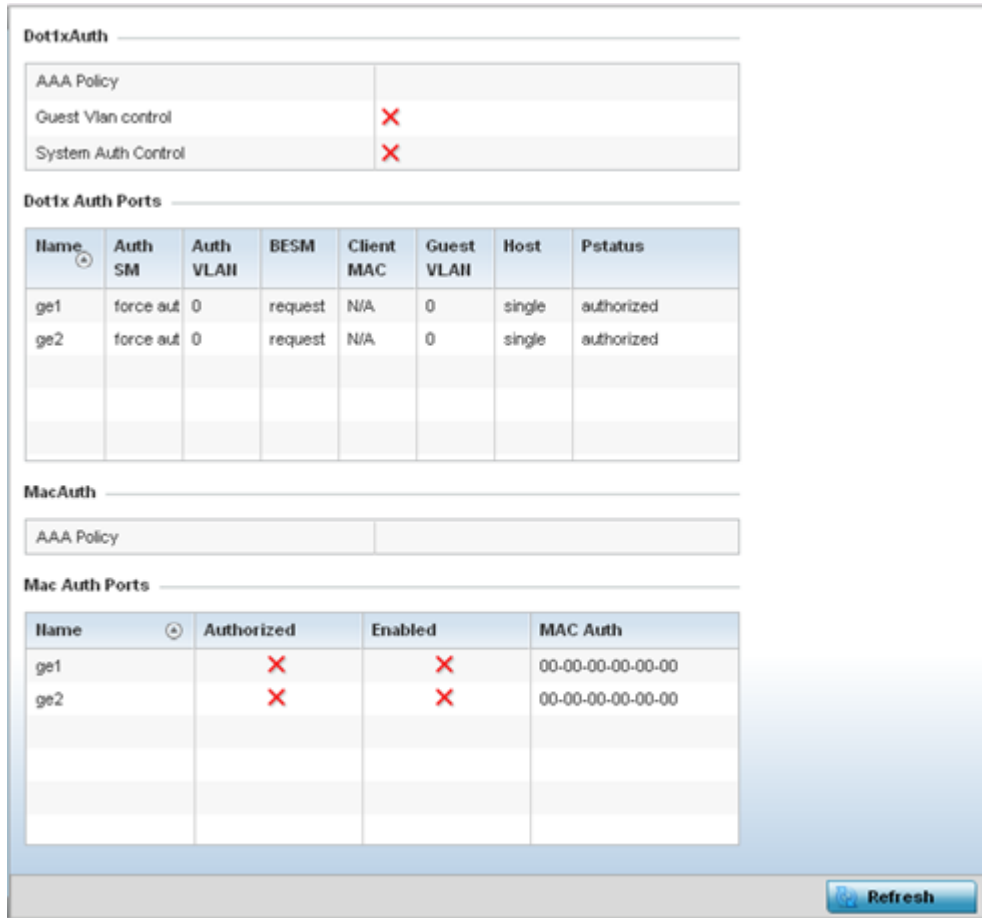 Dot1xAuth
AAA Policy
Guest Vlan control
System Auth Control
Dot1x Auth Ports
Name Auth SM Auth VLAN BESM Client MAC Guest VLAN Host Pstatus
ge1 force aut 0 request N/A 0 single authorized
ge2 force aut 0 request N/A 0 single authorized
MacAuth
AAA Policy
Mac Auth Ports
Name Authorized Enabled MAC Auth
ge1 00-00-00-00-00-00
ge2 00-00-00-00-00-00
Refresh